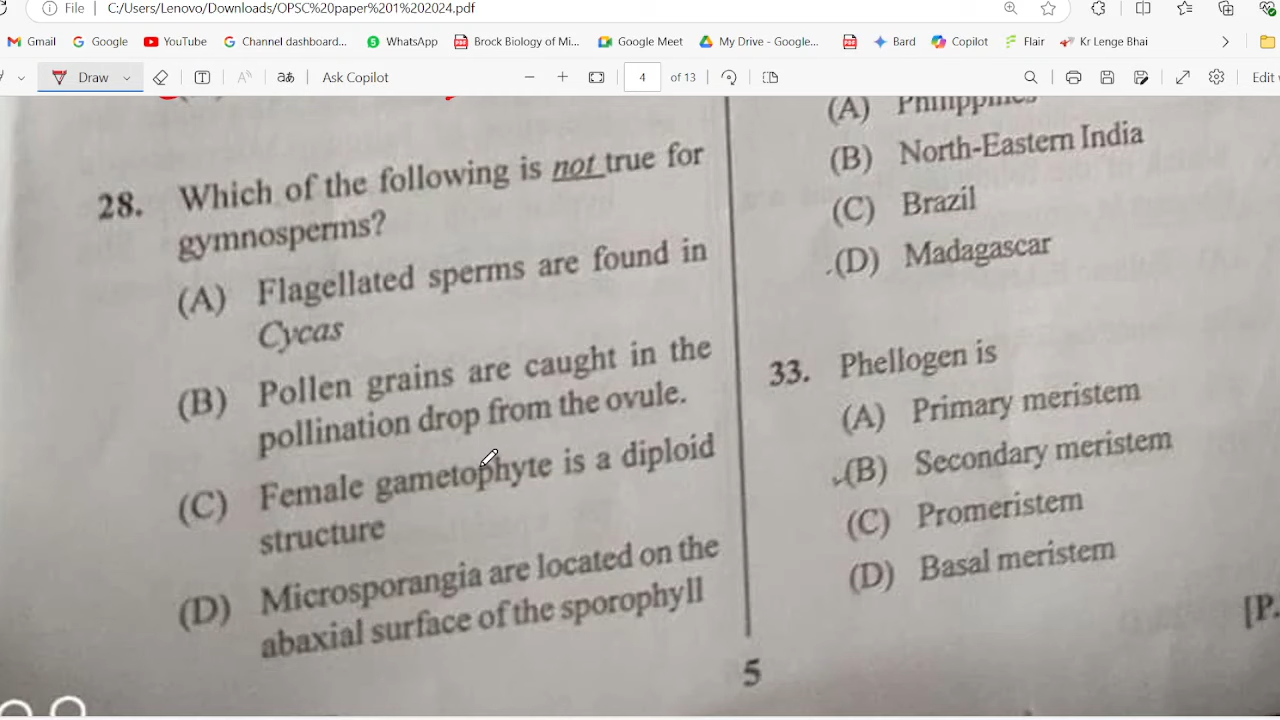 File
C:/Users/Lenovo/Downloads/OPSC%20paper%201%202024.pdf
Gmail
Google
YouTube
Channel dashboard...
WhatsApp
Brock Biology of Mi...
Google Meet
My Drive - Google...
Bard
Copilot
Flair
Kr Lenge Bhai
Draw
Ask Copilot
4
of 13
Edit
28. Which of the following is not true for
gymnosperms?
(A) Flagellated sperms are found in
Cycas
(B) Pollen grains are caught in the
pollination drop from the ovule.
(C) Female gametophyte is a diploid
structure
(D) Microsporangia are located on the
abaxial surface of the sporophyll
(A) Philippines
(B) North-Eastern India
(C) Brazil
(D) Madagascar
33. Phellogen is
(A) Primary meristem
(B) Secondary meristem
(C) Promeristem
(D) Basal meristem
[P.
5